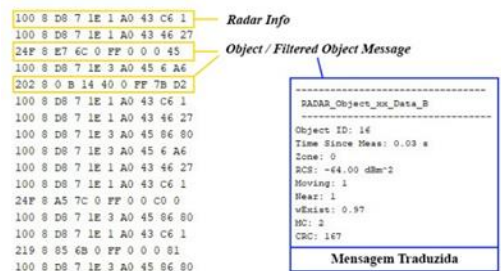 100 8 D8 7 1E 1 A0 43 C6 1
Radar Info
100 8 D8 7 1E 1 A0 43 46 27
24F 8 E7 6C 0 FF 0 0 0 45
Object / Filtered Object Message
100 8 D8 7 1E 3 A0 45 6 A6
202 8 0 B 14 40 0 FF 7B D2
100 8 D8 7 1E 1 A0 43 C6 1
100 8 D8 7 1E 1 A0 43 46 27
100 8 D8 7 1E 3 A0 45 86 80
100 8 D8 7 1E 3 A0 45 6 A6
100 8 D8 7 1E 1 A0 43 46 27
100 8 D8 7 1E 1 A0 43 C6 1
24F 8 A5 7C 0 FF 0 0 C0 0
100 8 D8 7 1E 3 A0 45 86 80
100 8 D8 7 1E 1 A0 43 C6 1
219 8 85 6B 0 FF 0 0 0 81
100 8 D8 7 1E 3 A0 45 86 80
RADAR_Object_xx_Data_B
Object ID: 16
Time Since Meas: 0.03 s
Zone: 0
RCS: -64.00 dBm^2
Moving: 1
Near: 1
wExist: 0.97
MC: 2
CRC: 167
Mensagem Traduzida